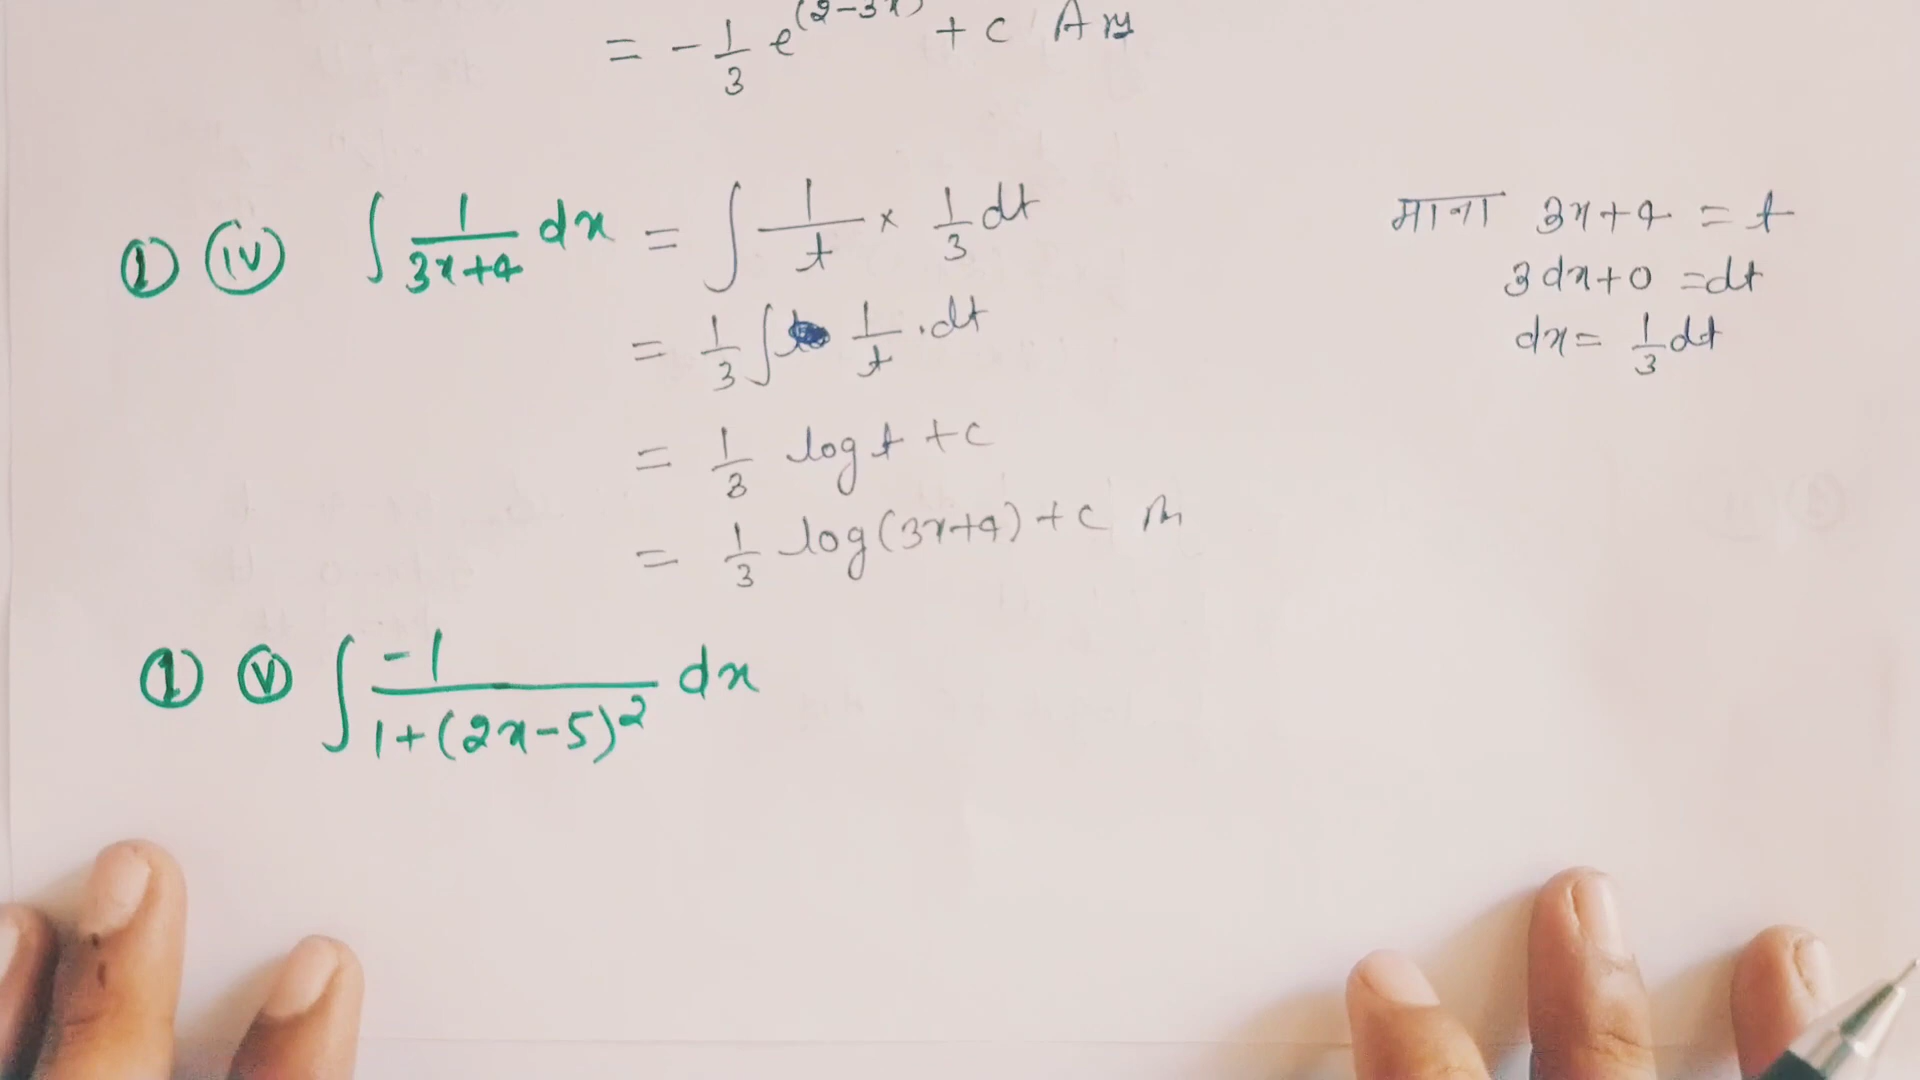 = -1/3 e^(2-3x) + c Ans
① (iv) ∫ 1/(3x+4) dx = ∫ 1/t × 1/3 dt
माना 3x+4 = t
3dx+0 = dt
= 1/3 ∫ 1/t . dt
dx = 1/3 dt
= 1/3 log t + c
= 1/3 log(3x+4) + c
① (v) ∫ -1/(1+(2x-5)^2) dx